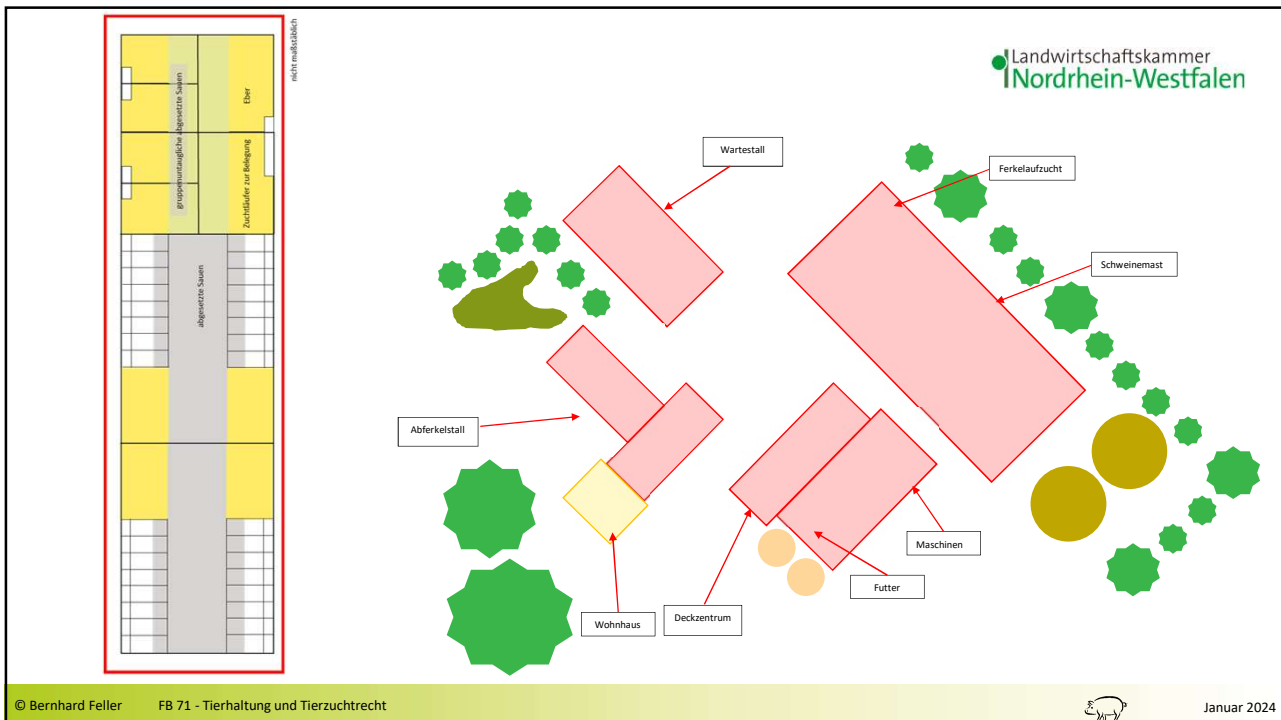 nicht maßstäblich
gruppenuntaugliche abgesetzte Sauen
Eber
Zuchtläufer zur Belegung
abgesetzte Sauen
Landwirtschaftskammer
Nordrhein-Westfalen
Wartestall
Ferkelaufzucht
Schweinemast
Abferkelstall
Maschinen
Futter
Deckzentrum
Wohnhaus
© Bernhard Feller FB 71 - Tierhaltung und Tierzuchtrecht Januar 2024